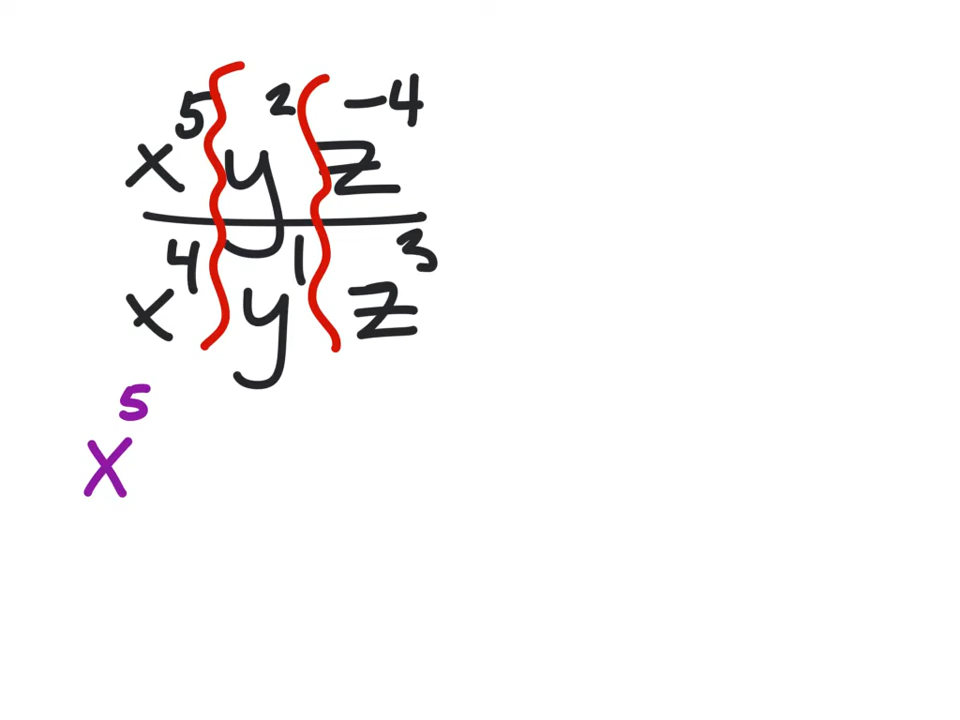 x⁵ y² z⁻⁴
x⁴ y¹ z³
x⁵